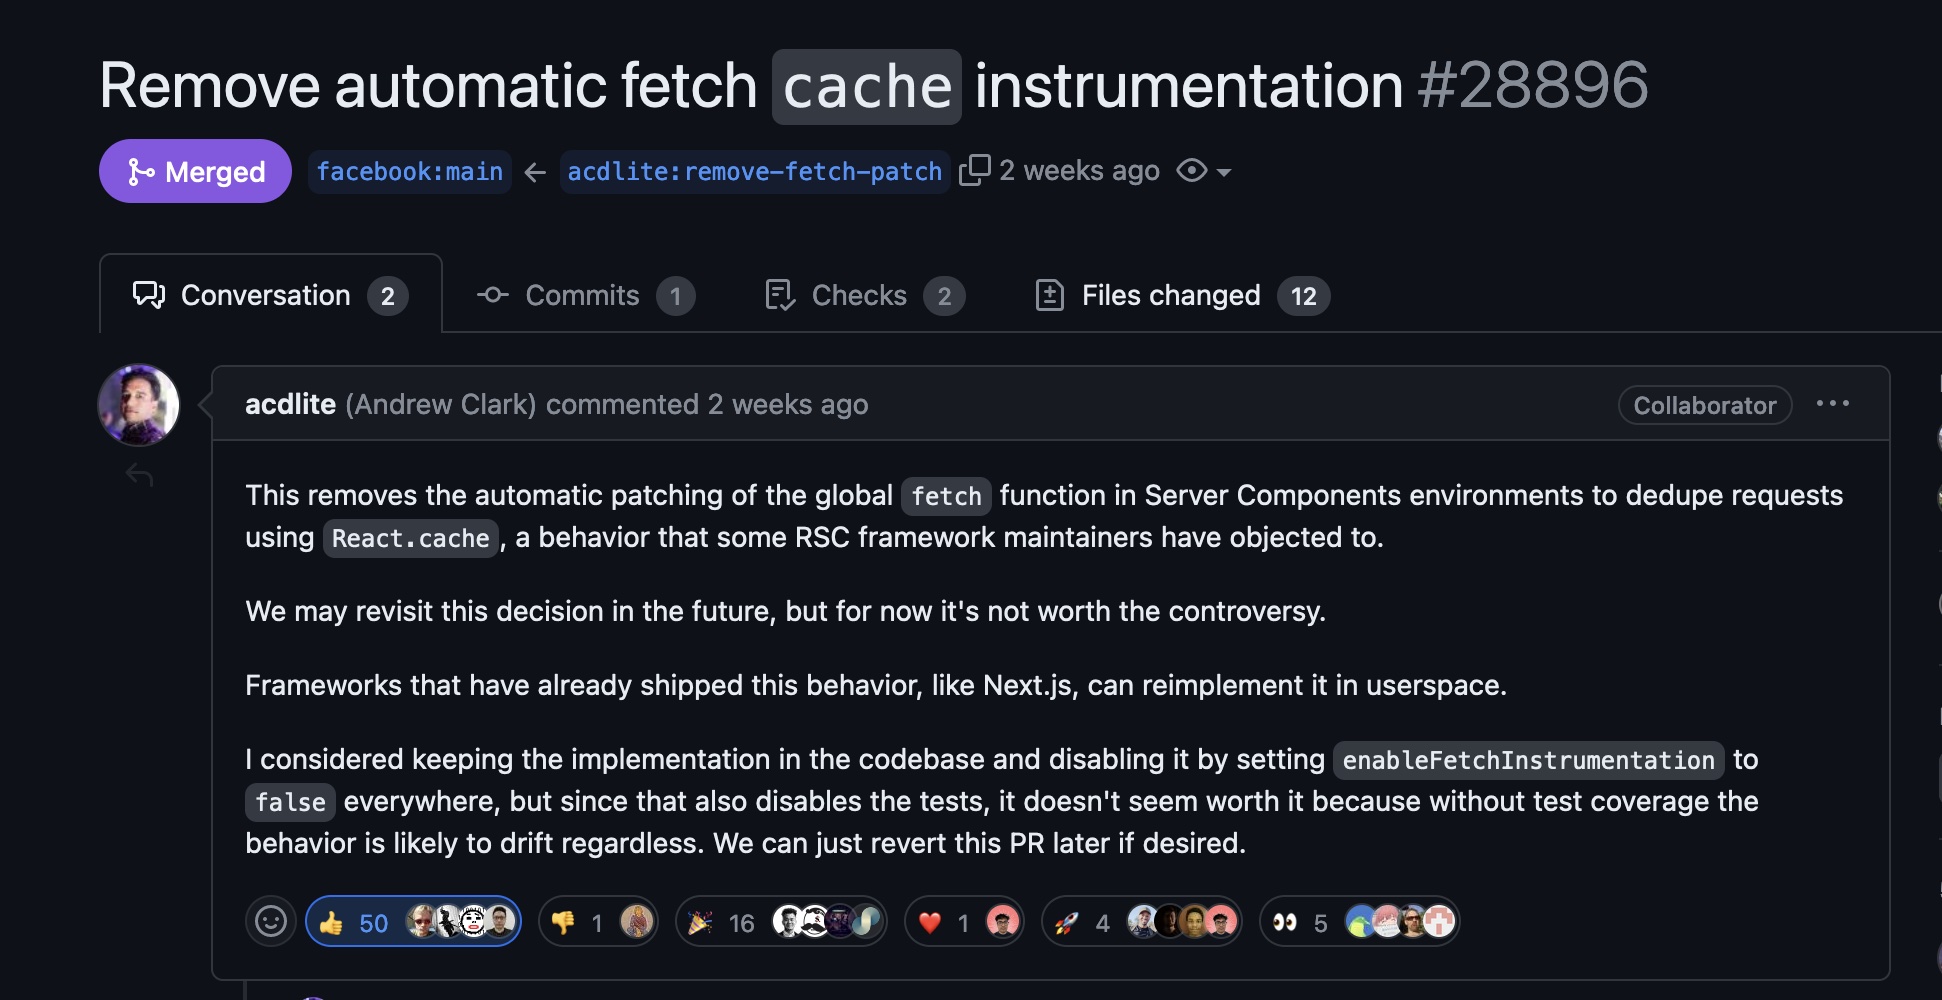 Remove automatic fetch cache instrumentation #28896
Merged facebook:main ← acdlite:remove-fetch-patch 2 weeks ago
Conversation 2 Commits 1 Checks 2 Files changed 12
acdlite (Andrew Clark) commented 2 weeks ago Collaborator ...
This removes the automatic patching of the global fetch function in Server Components environments to dedupe requests
using React.cache, a behavior that some RSC framework maintainers have objected to.
We may revisit this decision in the future, but for now it's not worth the controversy.
Frameworks that have already shipped this behavior, like Next.js, can reimplement it in userspace.
I considered keeping the implementation in the codebase and disabling it by setting enableFetchInstrumentation to
false everywhere, but since that also disables the tests, it doesn't seem worth it because without test coverage the
behavior is likely to drift regardless. We can just revert this PR later if desired.
👍 50 👎 1 🎉 16 ❤️ 1 🚀 4 👀 5